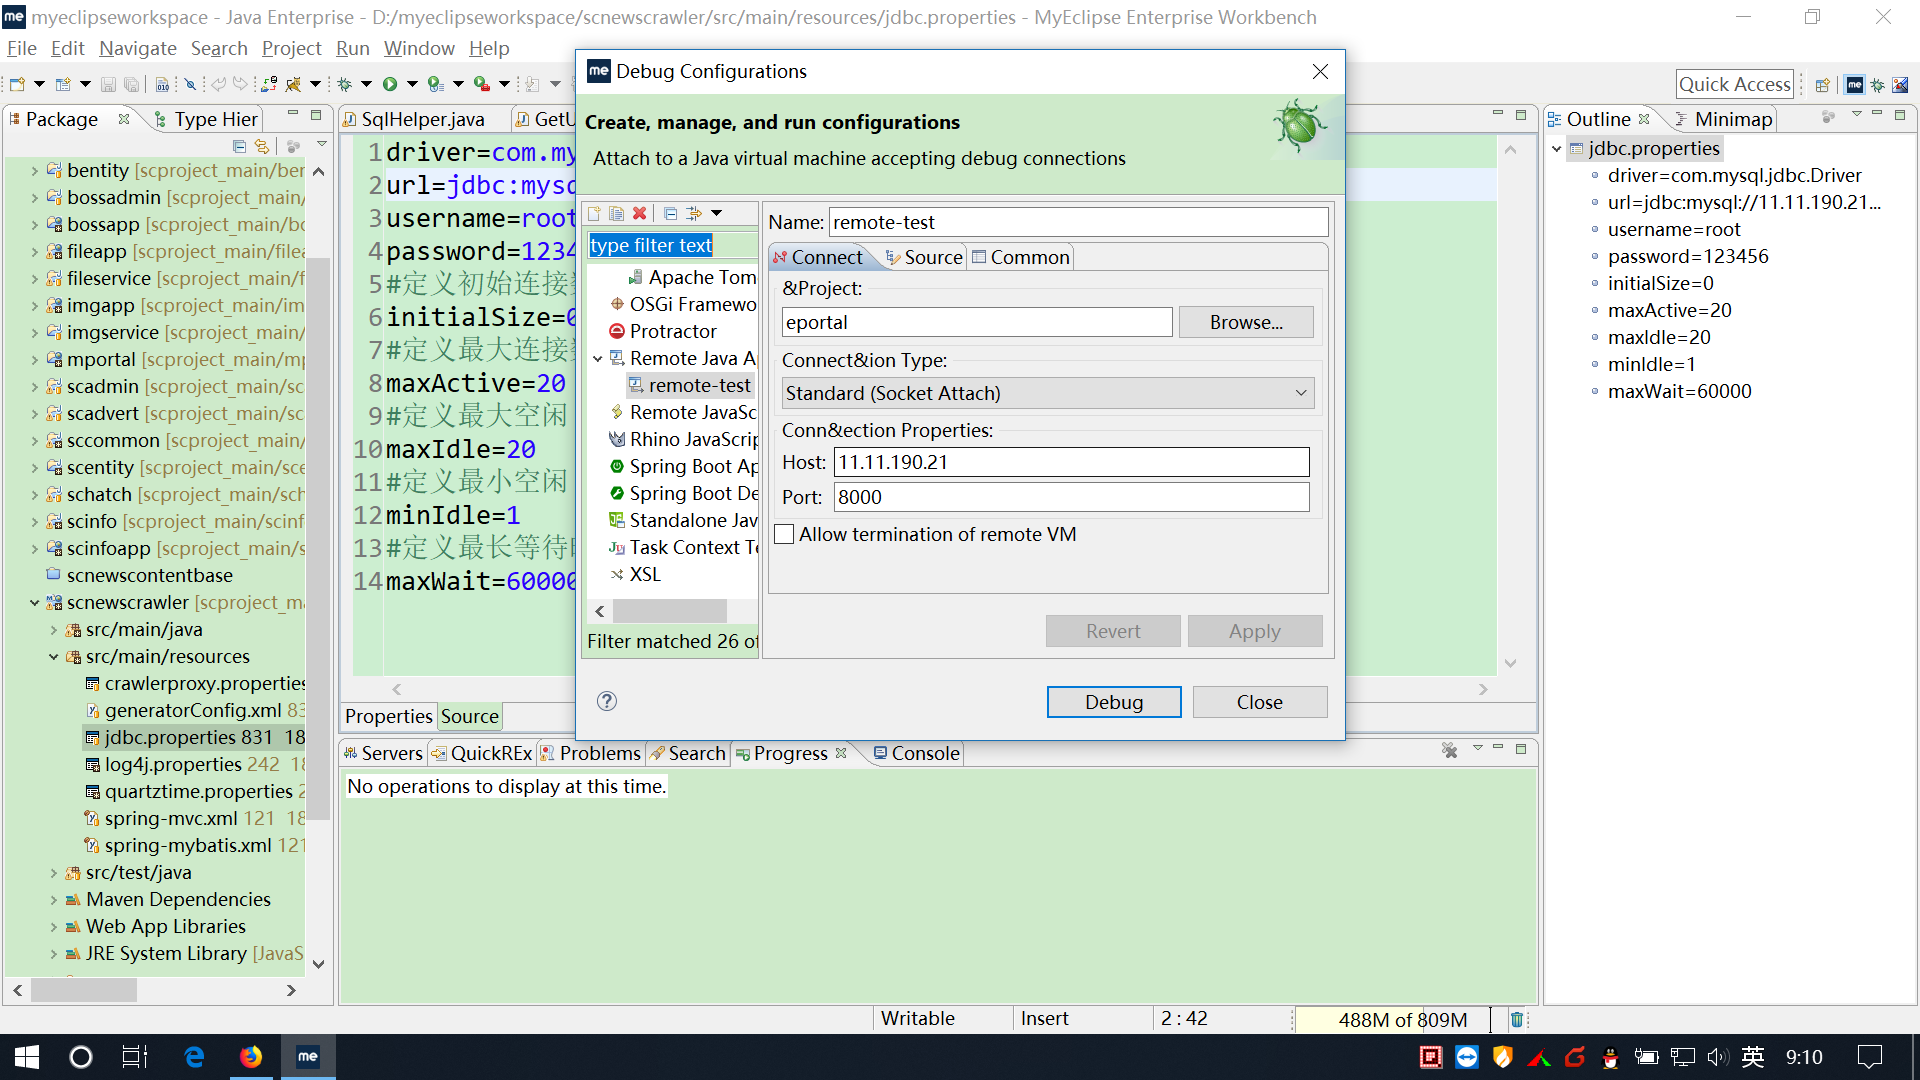 me myeclipseworkspace - Java Enterprise - D:/myeclipseworkspace/scnewscrawler/src/main/resources/jdbc.properties - MyEclipse Enterprise Workbench
File Edit Navigate Search Project Run Window Help
Quick Access
Package
Type Hier
bentity [scproject_main/ber
bossadmin [scproject_main/
bossapp [scproject_main/bo
fileapp [scproject_main/filea
fileservice [scproject_main/f
imgapp [scproject_main/im
imgservice [scproject_main/
mportal [scproject_main/mp
scadmin [scproject_main/sc
scadvert [scproject_main/sc
sccommon [scproject_main/
scentity [scproject_main/sce
schatch [scproject_main/sch
scinfo [scproject_main/scinf
scinfoapp [scproject_main/s
scnewscontentbase
scnewscrawler [scproject_ma
src/main/java
src/main/resources
crawlerproxy.properties
generatorConfig.xml 83
jdbc.properties 831 18
log4j.properties 242 18
quartztime.properties 2
spring-mvc.xml 121 18
spring-mybatis.xml 121
src/test/java
Maven Dependencies
Web App Libraries
JRE System Library [JavaS
SqlHelper.java
GetU
1 driver=com.my
2 url=jdbc:mysq
3 username=root
4 password=1234
5 #定义初始连接
6 initialSize=0
7 #定义最大连接
8 maxActive=20
9 #定义最大空闲
10 maxIdle=20
11 #定义最小空闲
12 minIdle=1
13 #定义最长等待
14 maxWait=60000
Properties Source
me Debug Configurations
Create, manage, and run configurations
Attach to a Java virtual machine accepting debug connections
type filter text
Apache Tom
OSGi Framewo
Protractor
Remote Java A
remote-test
Remote JavaSc
Rhino JavaScrip
Spring Boot Ap
Spring Boot De
Standalone Jav
Task Context Te
XSL
Filter matched 26 of
Name: remote-test
Connect Source Common
&Project:
eportal Browse...
Connect&ion Type:
Standard (Socket Attach)
Conn&ection Properties:
Host: 11.11.190.21
Port: 8000
Allow termination of remote VM
Revert Apply
Debug Close
Servers QuickREx Problems Search Progress Console
No operations to display at this time.
Outline Minimap
jdbc.properties
driver=com.mysql.jdbc.Driver
url=jdbc:mysql://11.11.190.21...
username=root
password=123456
initialSize=0
maxActive=20
maxIdle=20
minIdle=1
maxWait=60000
Writable Insert 2 : 42 488M of 809M
me 英 9:10